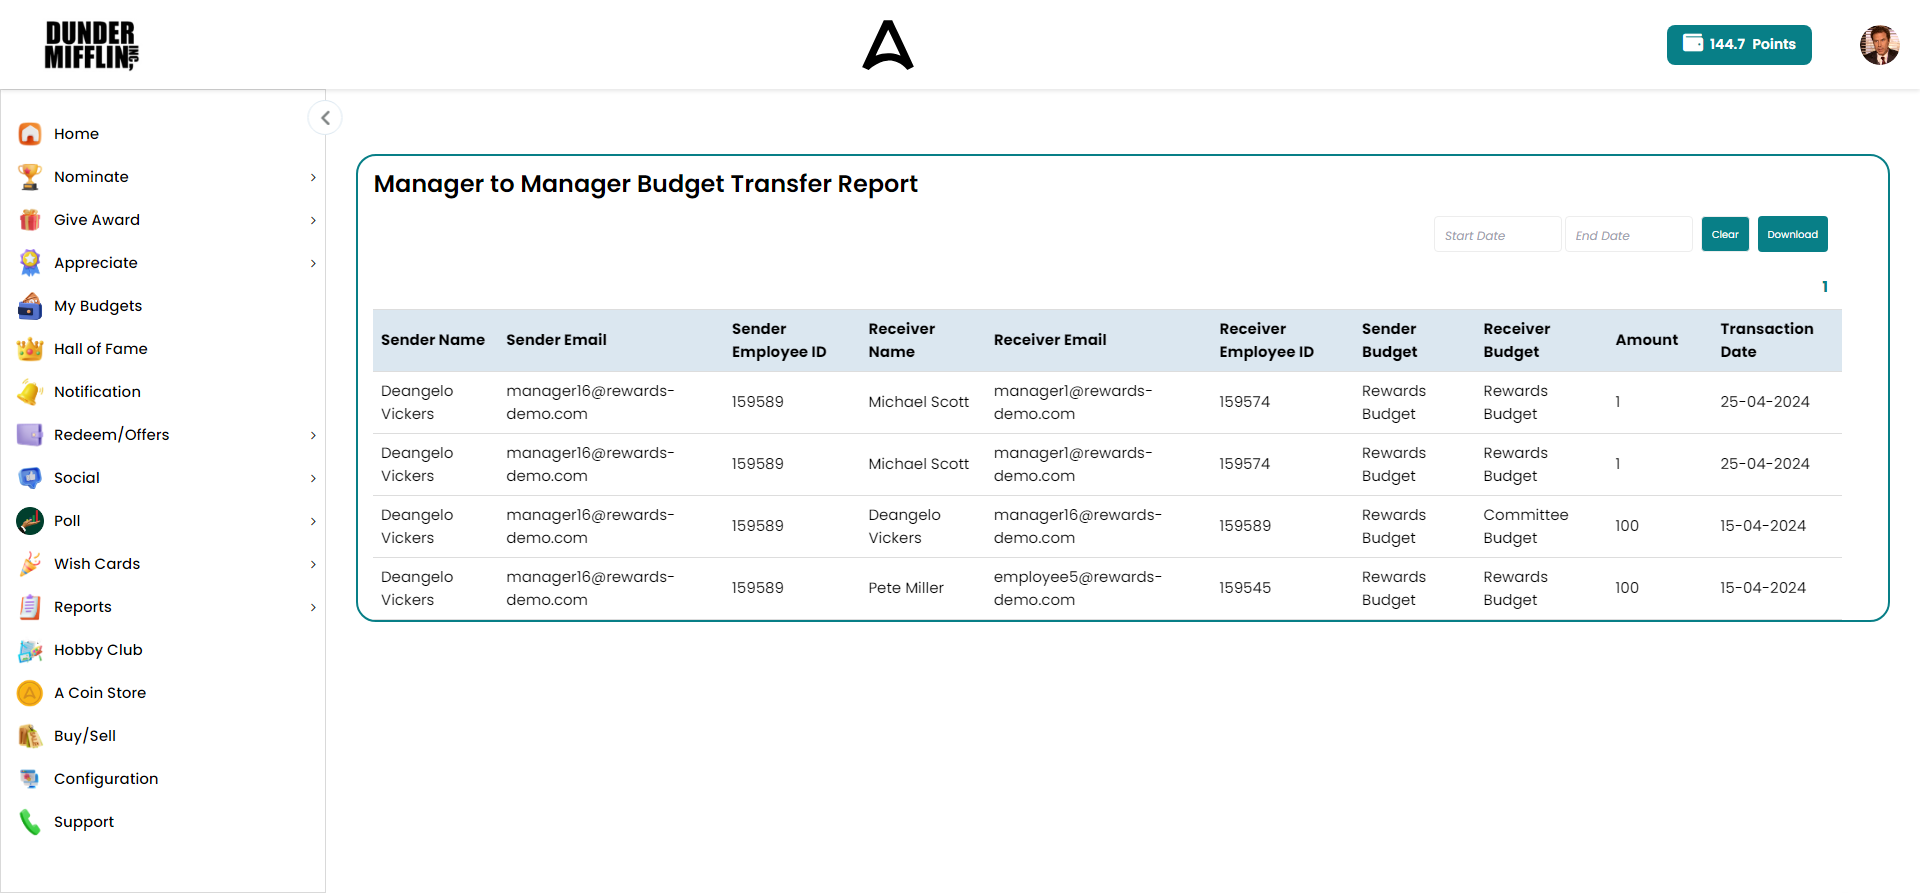 DUNDER
MIFFLIN INC,
144.7 Points
Home
Nominate
Give Award
Appreciate
My Budgets
Hall of Fame
Notification
Redeem/Offers
Social
Poll
Wish Cards
Reports
Hobby Club
A Coin Store
Buy/Sell
Configuration
Support
Manager to Manager Budget Transfer Report
Start Date End Date Clear Download
1
Sender Name Sender Email Sender Employee ID Receiver Name Receiver Email Receiver Employee ID Sender Budget Receiver Budget Amount Transaction Date
Deangelo Vickers manager16@rewards-demo.com 159589 Michael Scott manager1@rewards-demo.com 159574 Rewards Budget Rewards Budget 1 25-04-2024
Deangelo Vickers manager16@rewards-demo.com 159589 Michael Scott manager1@rewards-demo.com 159574 Rewards Budget Rewards Budget 1 25-04-2024
Deangelo Vickers manager16@rewards-demo.com 159589 Deangelo Vickers manager16@rewards-demo.com 159589 Rewards Budget Committee Budget 100 15-04-2024
Deangelo Vickers manager16@rewards-demo.com 159589 Pete Miller employee5@rewards-demo.com 159545 Rewards Budget Rewards Budget 100 15-04-2024